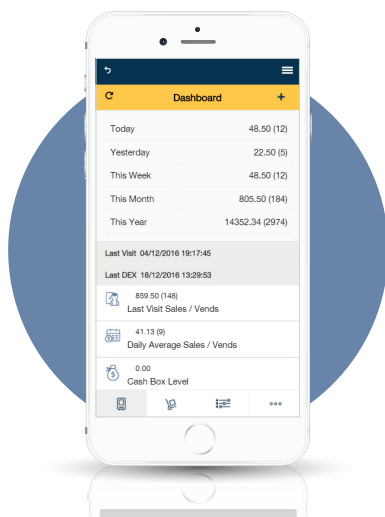 Dashboard
Today 48.50 (12)
Yesterday 22.50 (5)
This Week 48.50 (12)
This Month 805.50 (184)
This Year 14352.34 (2974)
Last Visit 04/12/2016 19:17:45
Last DEX 18/12/2016 13:29:53
859.50 (148)
Last Visit Sales / Vends
41.13 (9)
Daily Average Sales / Vends
0.00
Cash Box Level